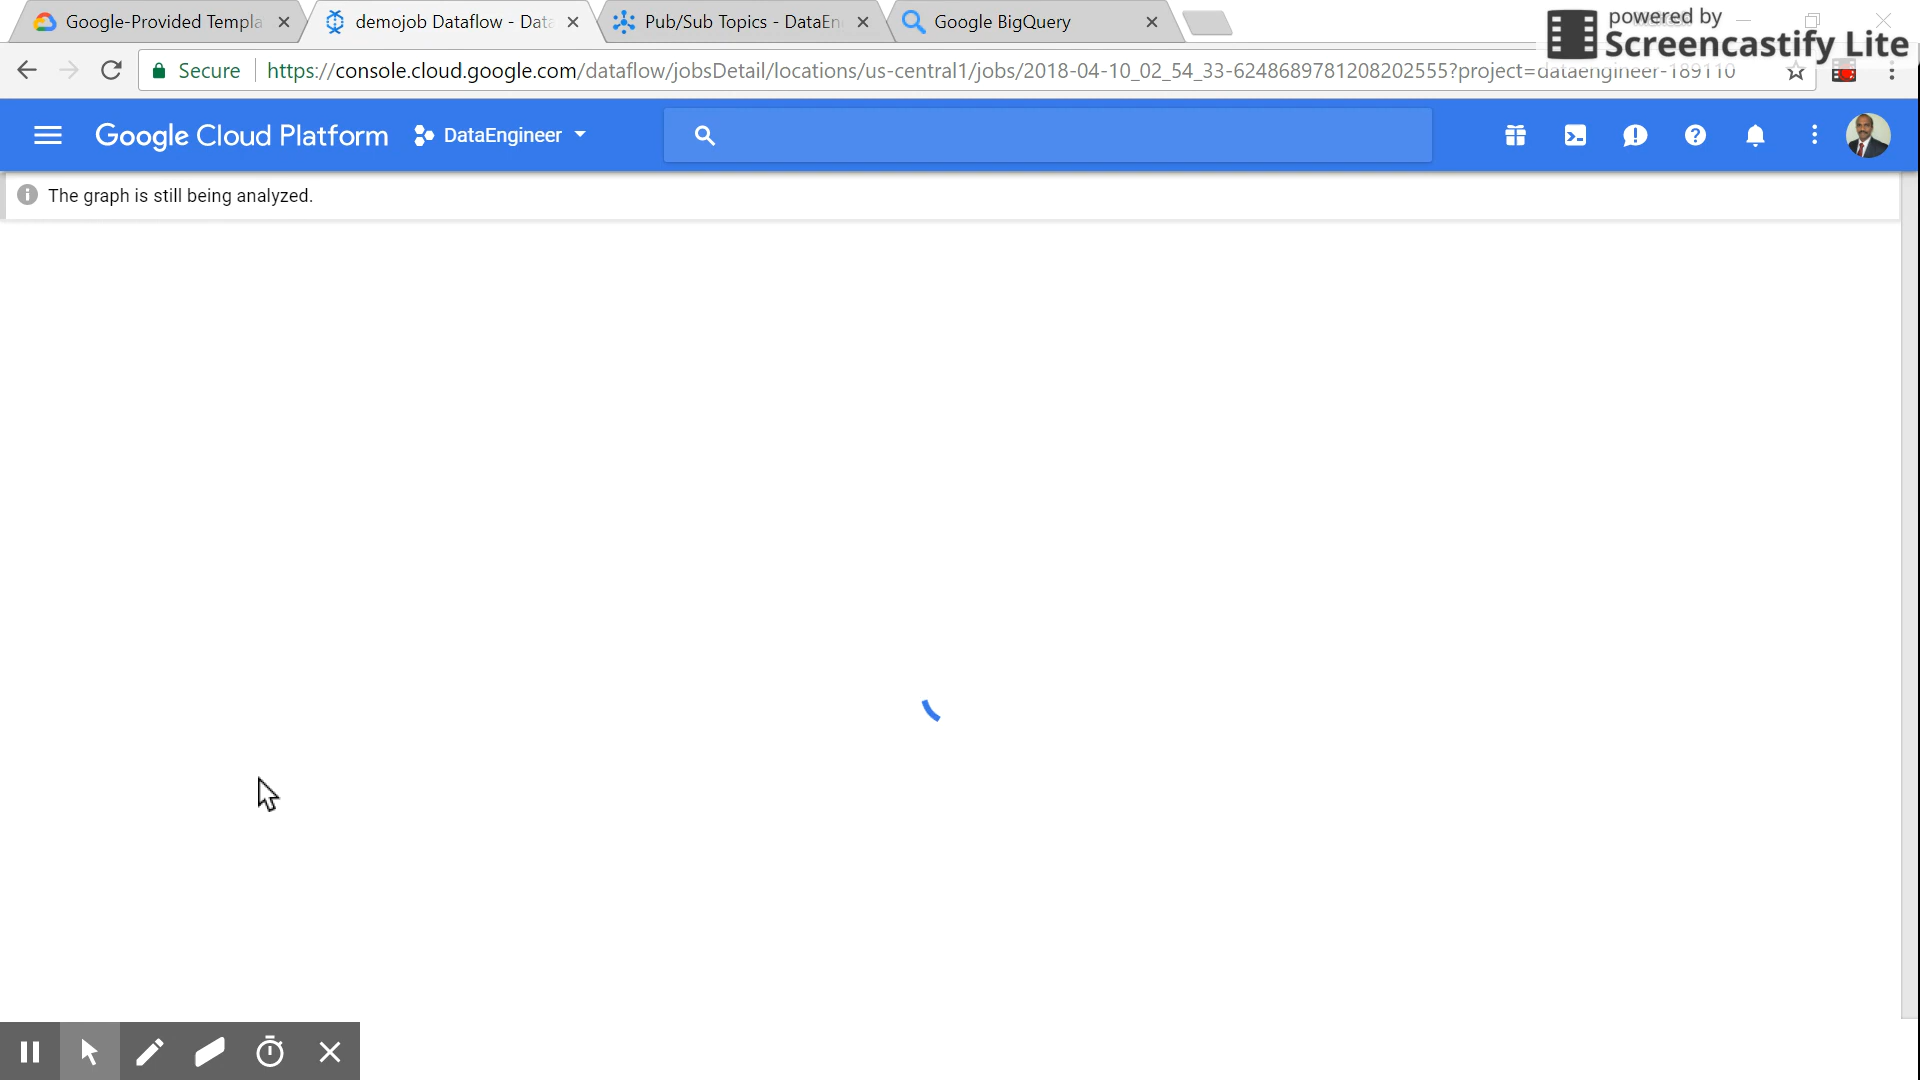 Google-Provided Templa
demojob Dataflow - Data
Pub/Sub Topics - DataEn
Google BigQuery
powered by
Screencastify Lite
Secure
https://console.cloud.google.com/dataflow/jobsDetail/locations/us-central1/jobs/2018-04-10_02_54_33-6248689781208202555?project=dataengineer-189110
Google Cloud Platform
DataEngineer
The graph is still being analyzed.